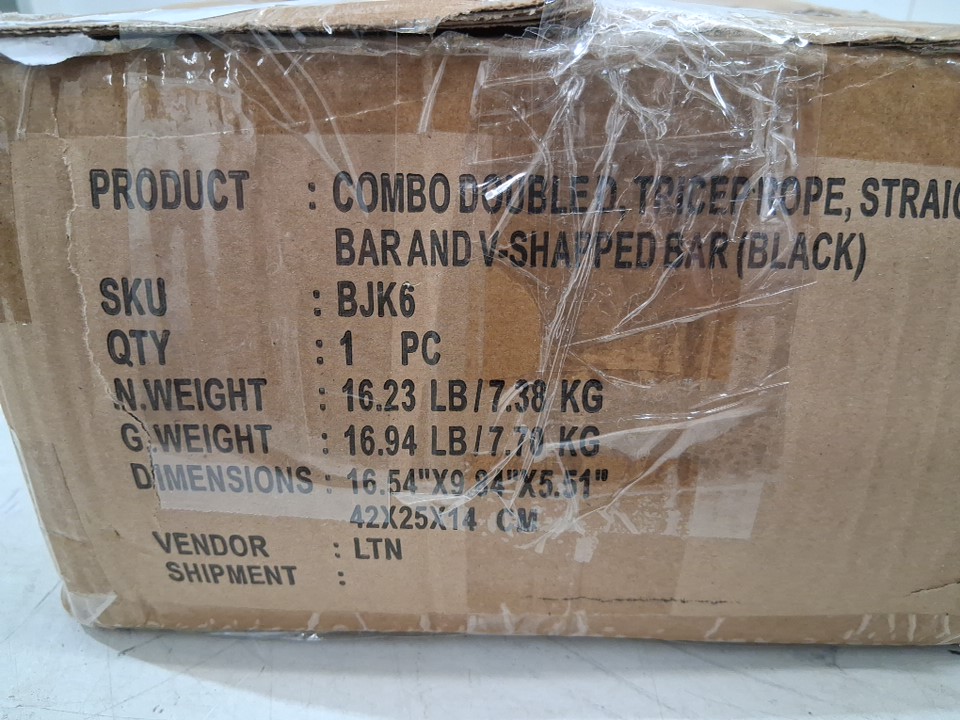 PRODUCT : COMBO DOUBLE D, TRICEP ROPE, STRAIG
BAR AND V-SHAPPED BAR (BLACK)
SKU : BJK6
QTY : 1 PC
N.WEIGHT : 16.23 LB / 7.38 KG
G.WEIGHT : 16.94 LB / 7.70 KG
DIMENSIONS : 16.54"X9.84"X5.51"
42X25X14 CM
VENDOR : LTN
SHIPMENT :